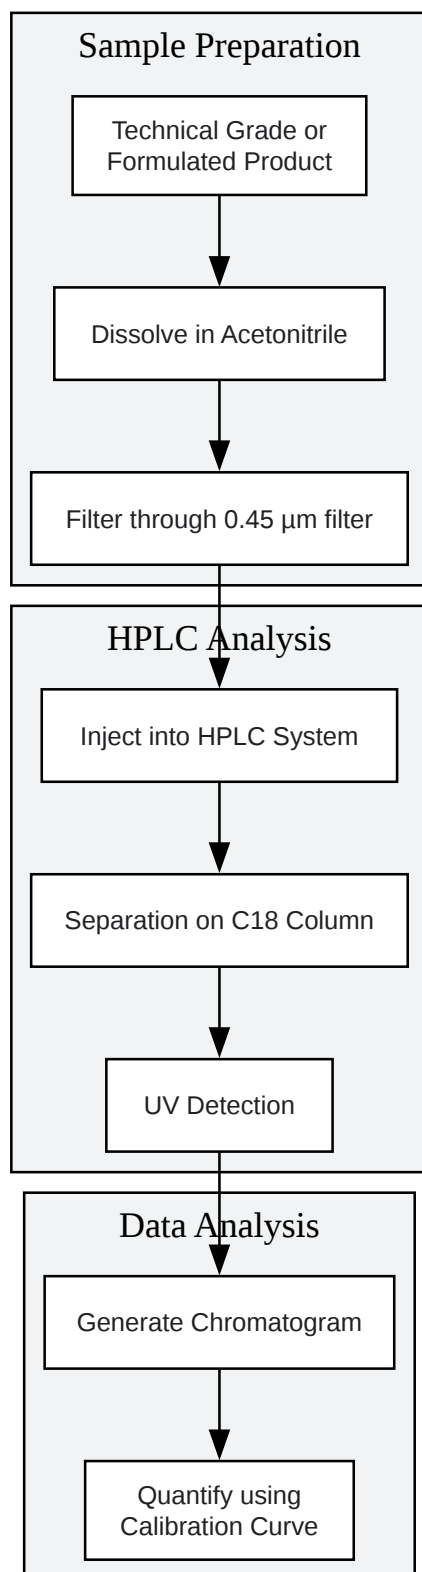 Sample Preparation
Technical Grade or
Formulated Product
Dissolve in Acetonitrile
Filter through 0.45 µm filter
HPLC Analysis
Inject into HPLC System
Separation on C18 Column
UV Detection
Data Analysis
Generate Chromatogram
Quantify using
Calibration Curve